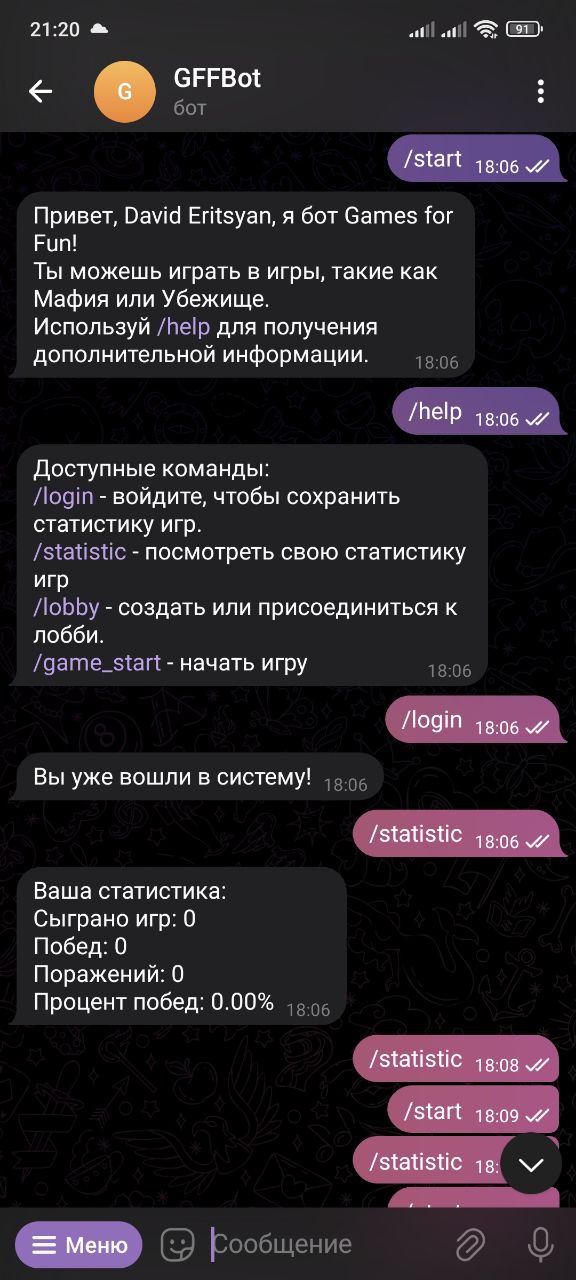 21:20
91
G
GFFBot
бот
/start 18:06
Привет, David Eritsyan, я бот Games for
Fun!
Ты можешь играть в игры, такие как
Мафия или Убежище.
Используй /help для получения
дополнительной информации. 18:06
/help 18:06
Доступные команды:
/login - войдите, чтобы сохранить
статистику игр.
/statistic - посмотреть свою статистику
игр
/lobby - создать или присоединиться к
лобби.
/game_start - начать игру 18:06
/login 18:06
Вы уже вошли в систему! 18:06
/statistic 18:06
Ваша статистика:
Сыграно игр: 0
Побед: 0
Поражений: 0
Процент побед: 0.00% 18:06
/statistic 18:08
/start 18:09
/statistic 18:
Меню
Сообщение